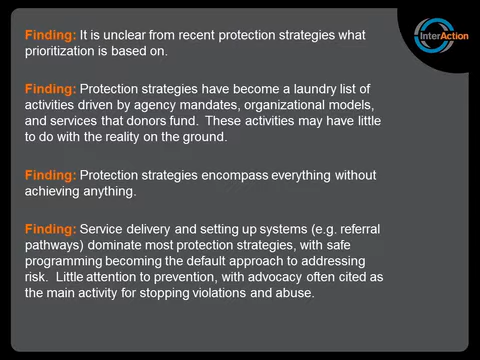 InterAction
Finding: It is unclear from recent protection strategies what
prioritization is based on.
Finding: Protection strategies have become a laundry list of
activities driven by agency mandates, organizational models,
and services that donors fund. These activities may have little
to do with the reality on the ground.
Finding: Protection strategies encompass everything without
achieving anything.
Finding: Service delivery and setting up systems (e.g. referral
pathways) dominate most protection strategies, with safe
programming becoming the default approach to addressing
risk. Little attention to prevention, with advocacy often cited as
the main activity for stopping violations and abuse.